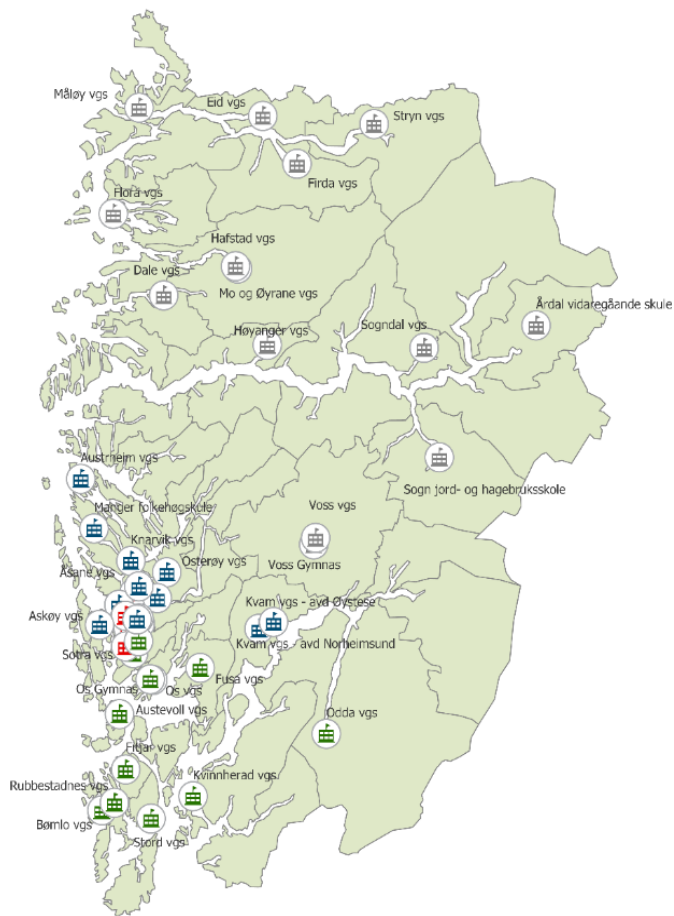 Måløy vgs
Eid vgs
Stryn vgs
Firda vgs
Flora vgs
Hafstad vgs
Dale vgs
Mo og Øyrane vgs
Årdal vidaregåande skule
Høyanger vgs
Sogndal vgs
Austrheim vgs
Sogn jord- og hagebruksskole
Manger folkehøgskule
Voss vgs
Knarvik vgs
Voss Gymnas
Osterøy vgs
Åsane vgs
Kvam vgs - avd Øystese
Askøy vgs
Kvam vgs - avd Norheimsund
Sotra vgs
Fusa vgs
Os Gymnas
Os vgs
Austevoll vgs
Odda vgs
Fitjar vgs
Kvinnherad vgs
Rubbestadnes vgs
Bømlo vgs
Stord vgs